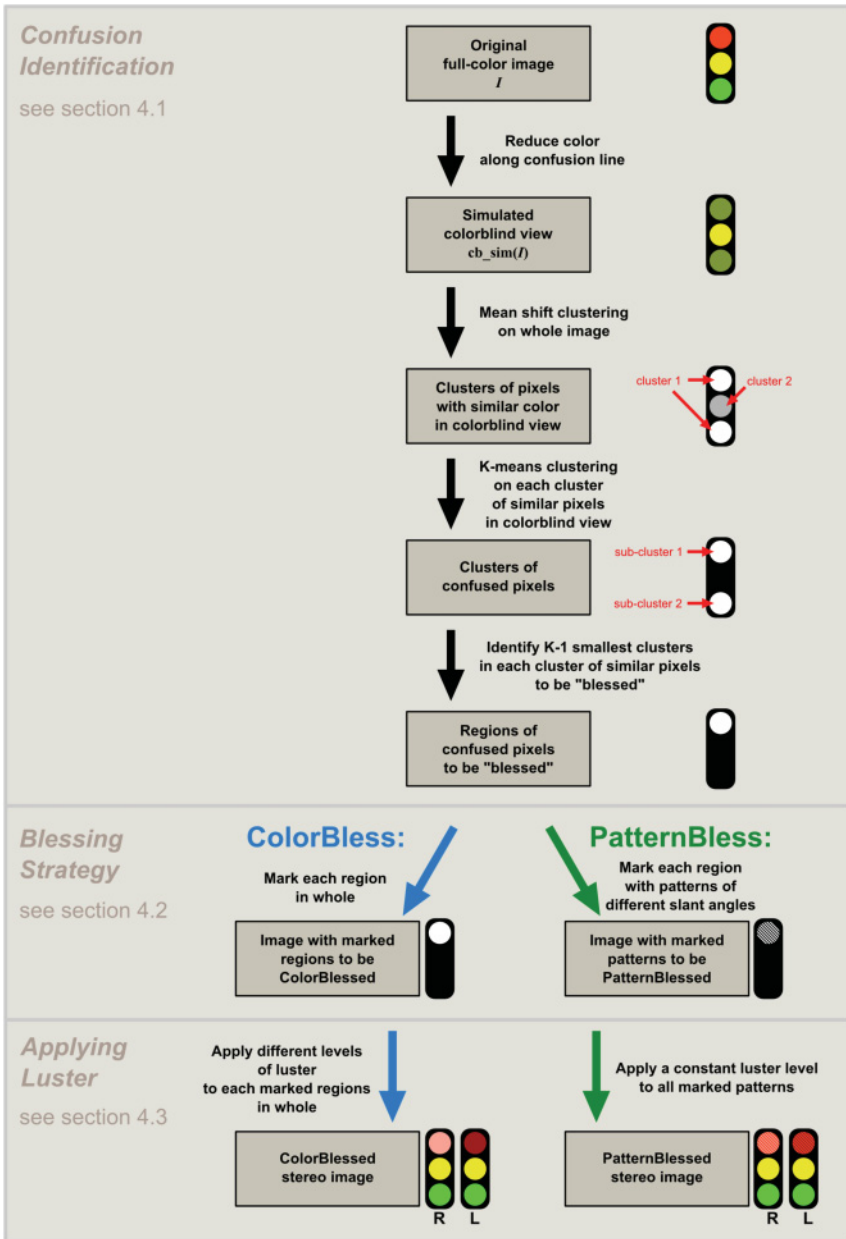 Confusion
Identification
see section 4.1
Original
full-color image
I
Reduce color
along confusion line
Simulated
colorblind view
cb_sim(I)
Mean shift clustering
on whole image
Clusters of pixels
with similar color
in colorblind view
cluster 1
cluster 2
K-means clustering
on each cluster
of similar pixels
in colorblind view
Clusters of
confused pixels
sub-cluster 1
sub-cluster 2
Identify K-1 smallest clusters
in each cluster of similar pixels
to be "blessed"
Regions of
confused pixels
to be "blessed"
Blessing
Strategy
see section 4.2
ColorBless:
Mark each region
in whole
Image with marked
regions to be
ColorBlessed
PatternBless:
Mark each region
with patterns of
different slant angles
Image with marked
patterns to be
PatternBlessed
Applying
Luster
see section 4.3
Apply different levels
of luster
to each marked regions
in whole
ColorBlessed
stereo image
R L
Apply a constant luster level
to all marked patterns
PatternBlessed
stereo image
R L